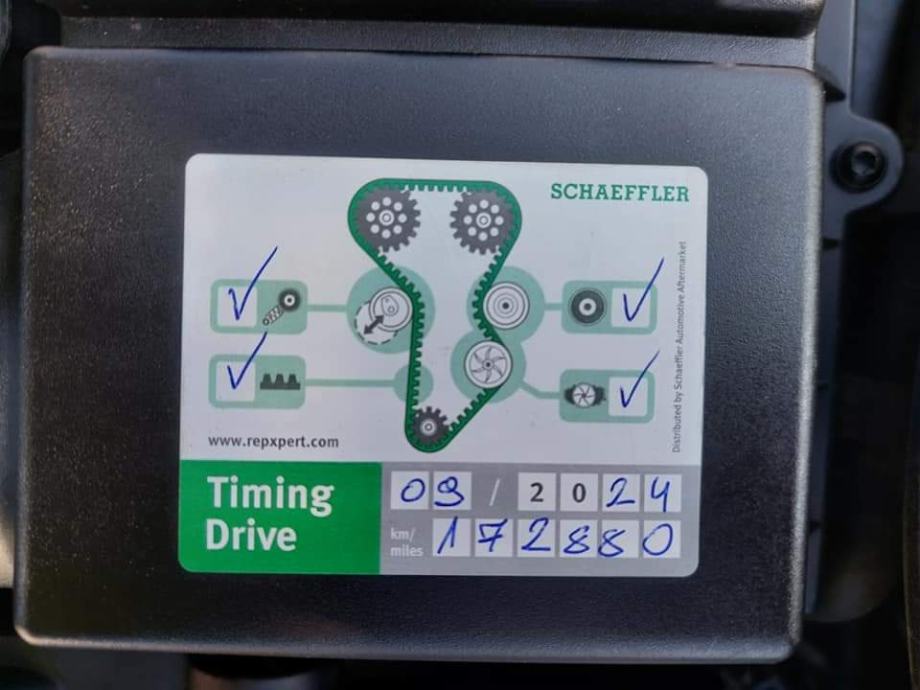 SCHAEFFLER
Distributed by Schaeffler Automotive Aftermarket
www.repxpert.com
Timing
Drive
09 / 2024
km/
miles
172880